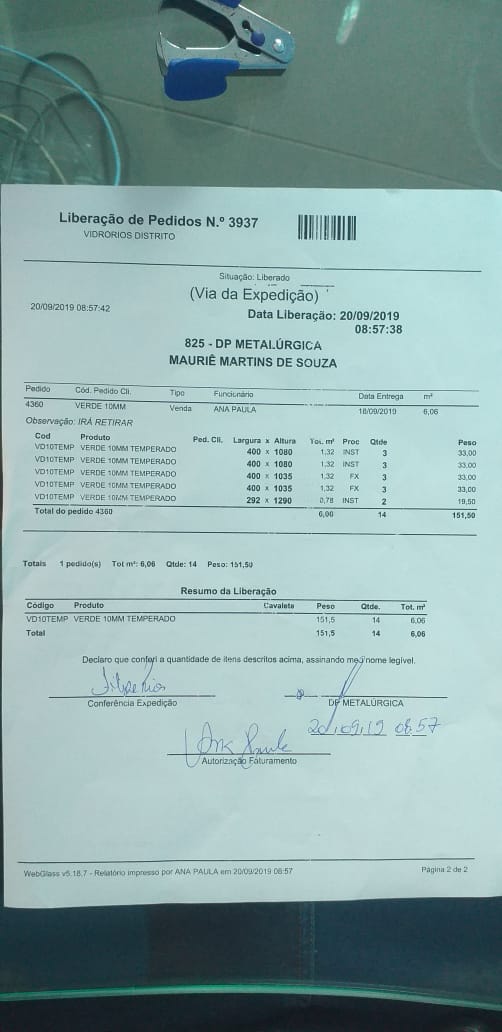 Liberação de Pedidos N.º 3937
VIDRORIOS DISTRITO
Situação: Liberado
(Via da Expedição)
20/09/2019 08:57:42
Data Liberação: 20/09/2019
08:57:38
825 - DP METALÚRGICA
MAURIÊ MARTINS DE SOUZA
Pedido Cód. Pedido Cli. Tipo Funcionário Data Entrega m²
4360 VERDE 10MM Venda ANA PAULA 18/09/2019 6,06
Observação: IRÁ RETIRAR
Cod Produto Ped. Cli. Largura x Altura Tot. m² Proc Qtde Peso
VD10TEMP VERDE 10MM TEMPERADO 400 x 1080 1,32 INST 3 33,00
VD10TEMP VERDE 10MM TEMPERADO 400 x 1080 1,32 INST 3 33,00
VD10TEMP VERDE 10MM TEMPERADO 400 x 1035 1,32 FX 3 33,00
VD10TEMP VERDE 10MM TEMPERADO 400 x 1035 1,32 FX 3 33,00
VD10TEMP VERDE 10MM TEMPERADO 292 x 1290 0,78 INST 2 19,50
Total do pedido 4360 6,06 14 151,50
Totais 1 pedido(s) Tot m²: 6,06 Qtde: 14 Peso: 151,50
Resumo da Liberação
Código Produto Cavalete Peso Qtde. Tot. m²
VD10TEMP VERDE 10MM TEMPERADO 151,5 14 6,06
Total 151,5 14 6,06
Declaro que conferi a quantidade de itens descritos acima, assinando meu nome legível.
Filipe Rios
Conferência Expedição
DP METALÚRGICA
20/09/19 08:57
Ana Paula
Autorização Faturamento
WebGlass v5.18.7 - Relatório impresso por ANA PAULA em 20/09/2019 08:57
Página 2 de 2